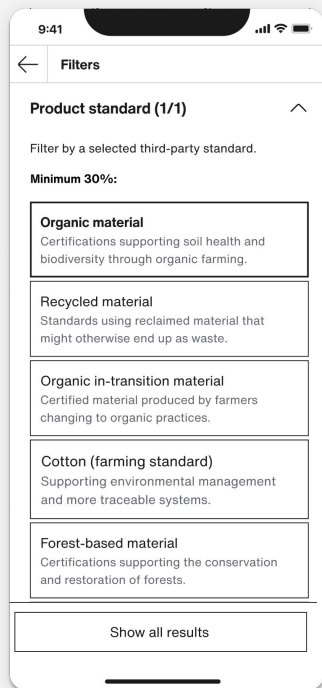 9:41
Filters
Product standard (1/1)
Filter by a selected third-party standard.
Minimum 30%:
Organic material
Certifications supporting soil health and
biodiversity through organic farming.
Recycled material
Standards using reclaimed material that
might otherwise end up as waste.
Organic in-transition material
Certified material produced by farmers
changing to organic practices.
Cotton (farming standard)
Supporting environmental management
and more traceable systems.
Forest-based material
Certifications supporting the conservation
and restoration of forests.
Show all results